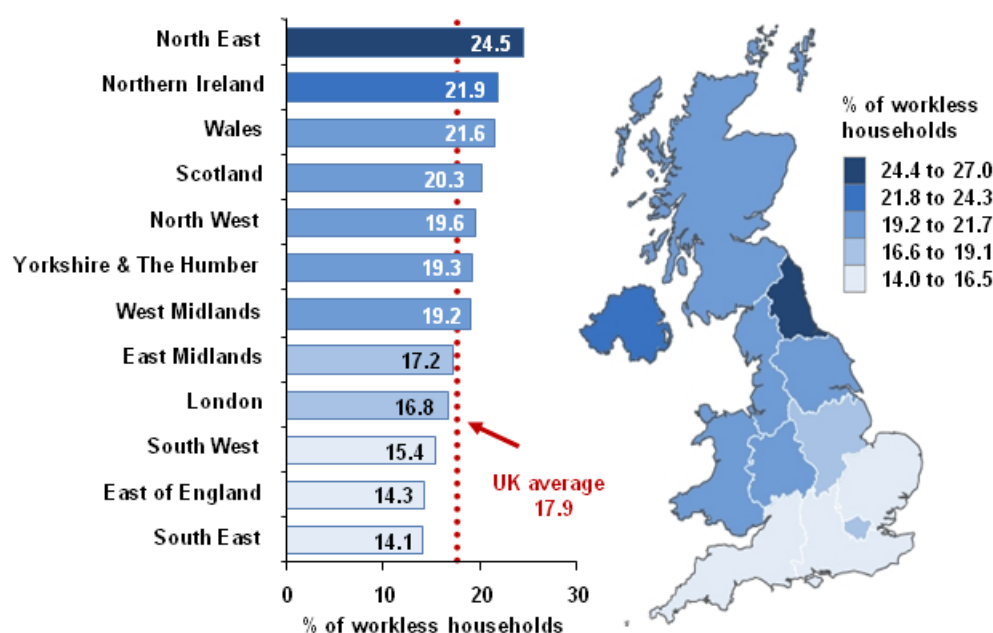 North East 24.5
Northern Ireland 21.9
Wales 21.6
Scotland 20.3
North West 19.6
Yorkshire & The Humber 19.3
West Midlands 19.2
East Midlands 17.2
London 16.8
South West 15.4
East of England 14.3
South East 14.1
0 10 20 30
% of workless households
UK average
17.9
% of workless
households
24.4 to 27.0
21.8 to 24.3
19.2 to 21.7
16.6 to 19.1
14.0 to 16.5